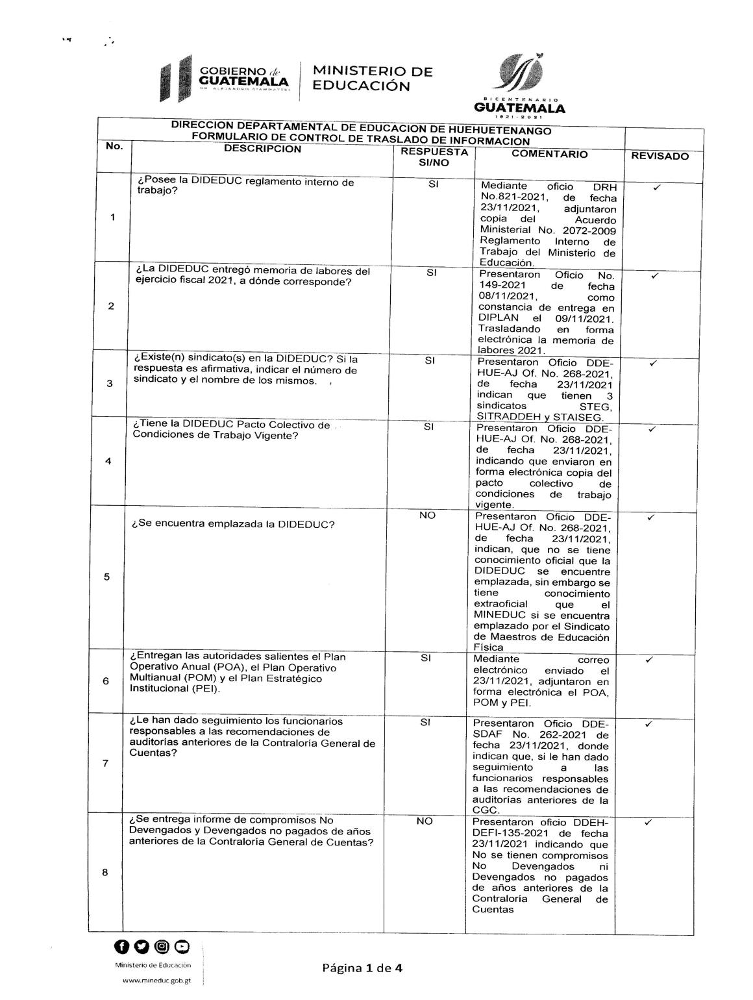 GOBIERNO de
GUATEMALA
DR. ALEJANDRO GIAMMATTEI
MINISTERIO DE
EDUCACIÓN
BICENTENARIO
GUATEMALA
1821-2021
DIRECCION DEPARTAMENTAL DE EDUCACION DE HUEHUETENANGO
FORMULARIO DE CONTROL DE TRASLADO DE INFORMACION
No.
DESCRIPCION
RESPUESTA
SI/NO
COMENTARIO
REVISADO
1
¿Posee la DIDEDUC reglamento interno de
trabajo?
SI
Mediante oficio DRH
No.821-2021, de fecha
23/11/2021, adjuntaron
copia del Acuerdo
Ministerial No. 2072-2009
Reglamento Interno de
Trabajo del Ministerio de
Educación.
✓
2
¿La DIDEDUC entregó memoria de labores del
ejercicio fiscal 2021, a dónde corresponde?
SI
Presentaron Oficio No.
149-2021 de fecha
08/11/2021, como
constancia de entrega en
DIPLAN el 09/11/2021.
Trasladando en forma
electrónica la memoria de
labores 2021.
✓
3
¿Existe(n) sindicato(s) en la DIDEDUC? Si la
respuesta es afirmativa, indicar el número de
sindicato y el nombre de los mismos.
SI
Presentaron Oficio DDE-
HUE-AJ Of. No. 268-2021,
de fecha 23/11/2021
indican que tienen 3
sindicatos STEG,
SITRADDEH y STAISEG.
✓
4
¿Tiene la DIDEDUC Pacto Colectivo de
Condiciones de Trabajo Vigente?
SI
Presentaron Oficio DDE-
HUE-AJ Of. No. 268-2021,
de fecha 23/11/2021,
indicando que enviaron en
forma electrónica copia del
pacto colectivo de
condiciones de trabajo
vigente.
✓
5
¿Se encuentra emplazada la DIDEDUC?
NO
Presentaron Oficio DDE-
HUE-AJ Of. No. 268-2021,
de fecha 23/11/2021,
indican, que no se tiene
conocimiento oficial que la
DIDEDUC se encuentre
emplazada, sin embargo se
tiene conocimiento
extraoficial que el
MINEDUC si se encuentra
emplazado por el Sindicato
de Maestros de Educación
Física
✓
6
¿Entregan las autoridades salientes el Plan
Operativo Anual (POA), el Plan Operativo
Multianual (POM) y el Plan Estratégico
Institucional (PEI).
SI
Mediante correo
electrónico enviado el
23/11/2021, adjuntaron en
forma electrónica el POA,
POM y PEI.
✓
7
¿Le han dado seguimiento los funcionarios
responsables a las recomendaciones de
auditorías anteriores de la Contraloría General de
Cuentas?
SI
Presentaron Oficio DDE-
SDAF No. 262-2021 de
fecha 23/11/2021, donde
indican que, si le han dado
seguimiento a las
funcionarios responsables
a las recomendaciones de
auditorías anteriores de la
CGC.
✓
8
¿Se entrega informe de compromisos No
Devengados y Devengados no pagados de años
anteriores de la Contraloría General de Cuentas?
NO
Presentaron oficio DDEH-
DEFI-135-2021 de fecha
23/11/2021 indicando que
No se tienen compromisos
No Devengados ni
Devengados no pagados
de años anteriores de la
Contraloría General de
Cuentas
✓
Ministerio de Educación
www.mineduc.gob.gt
Página 1 de 4